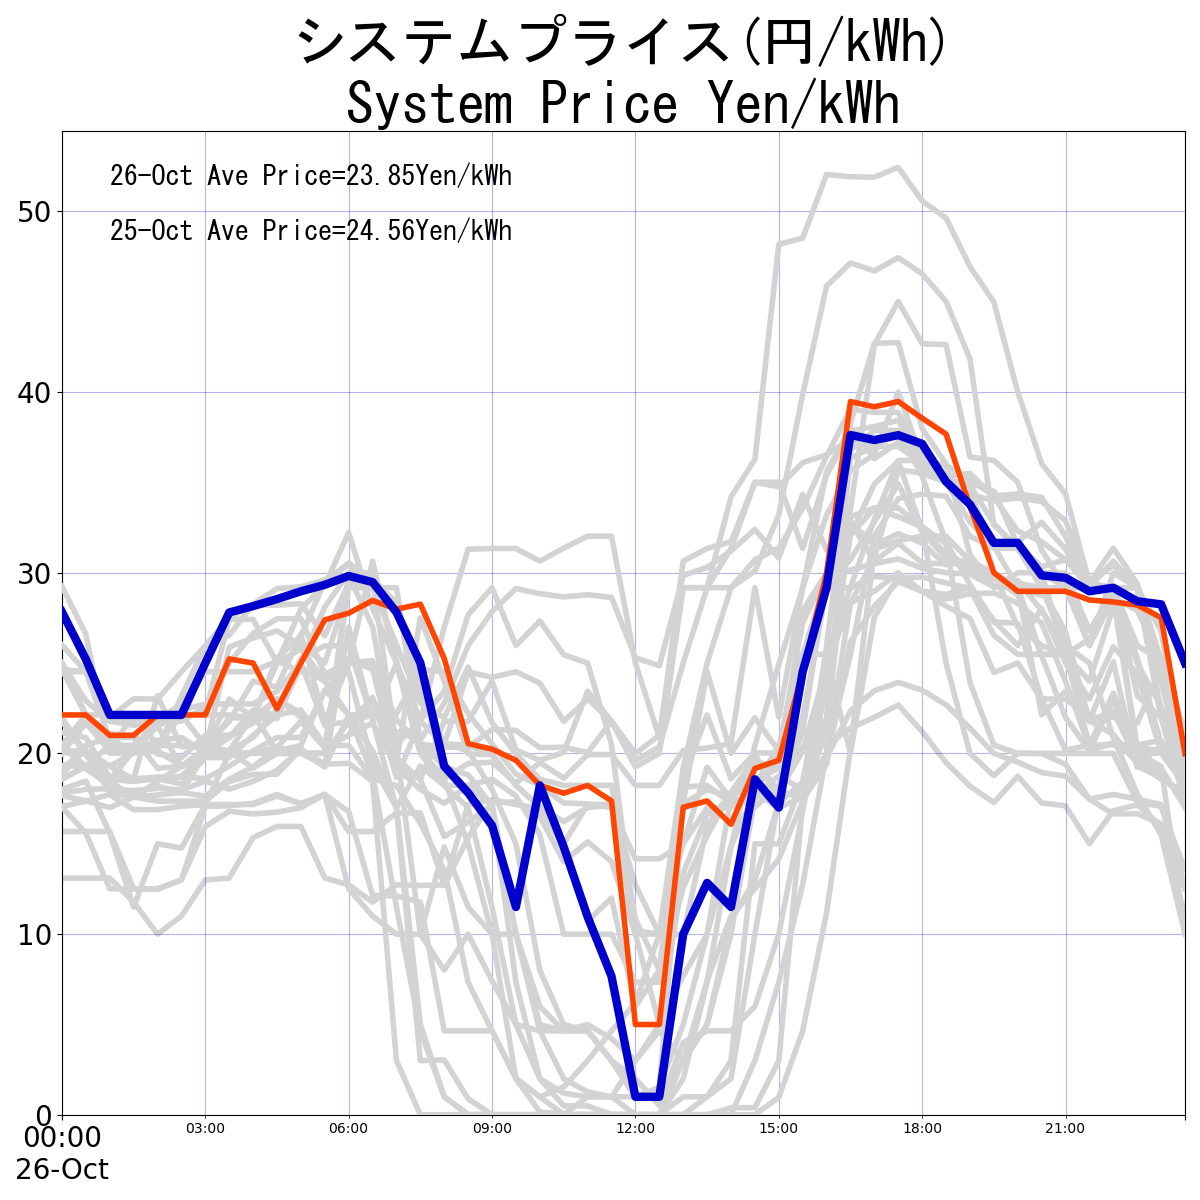 システムプライス(円/kWh)
System Price Yen/kWh
26-Oct Ave Price=23.85Yen/kWh
25-Oct Ave Price=24.56Yen/kWh
50
40
30
20
10
0
00:00 03:00 06:00 09:00 12:00 15:00 18:00 21:00
26-Oct